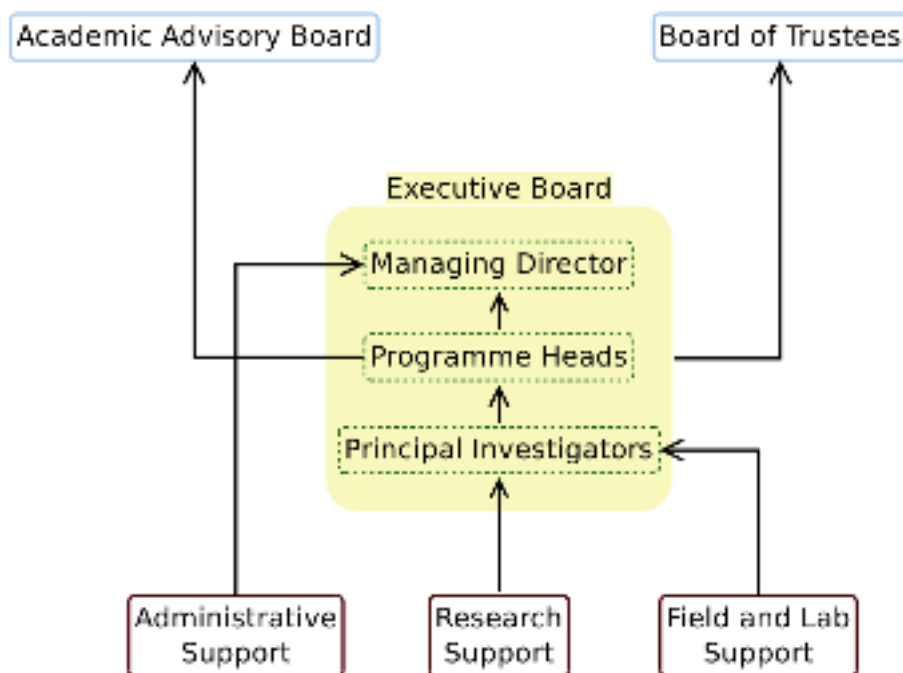 Academic Advisory Board
Board of Trustees
Executive Board
Managing Director
Programme Heads
Principal Investigators
Administrative
Support
Research
Support
Field and Lab
Support